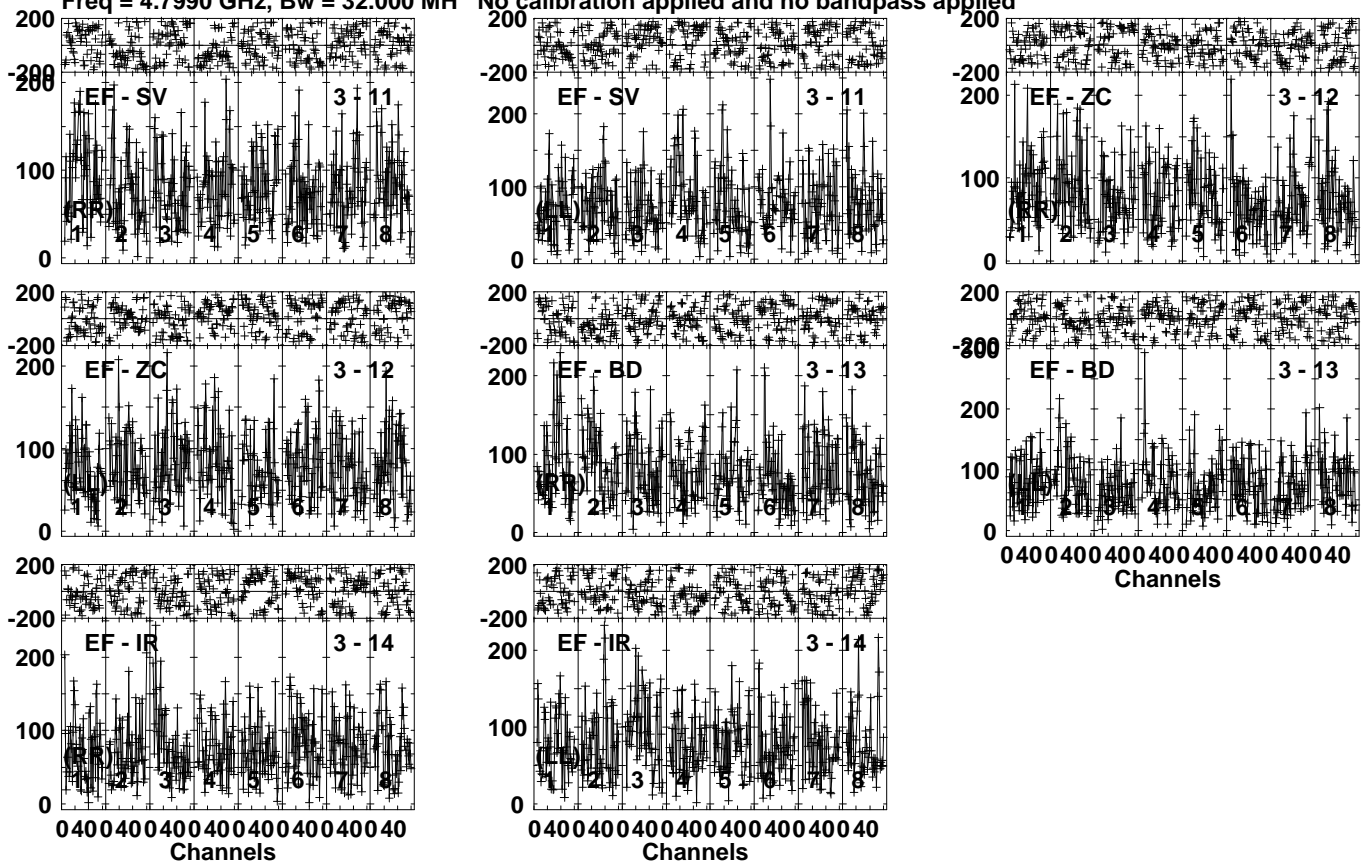 Freq = 4.7990 GHz, Bw = 32.000 MH No calibration applied and no bandpass applied
200 200 200
-200 -200 -200
200
EF - SV 3 - 11 EF - SV 3 - 11 EF - ZC 3 - 12
200 200
100 100 100
(RR) (LL) (RR)
1 2 3 4 5 6 7 8 1 2 3 4 5 6 7 8 1 2 3 4 5 6 7 8
0 0 0
200 200 200
-200 -200 -200
300
EF - ZC 3 - 12 EF - BD 3 - 13 EF - BD 3 - 13
200 200 200
100 100 100
(LL) (RR) (LL)
1 2 3 4 5 6 7 8 1 2 3 4 5 6 7 8 1 2 3 4 5 6 7 8
0 0 0
0 40 0 40 0 40 0 40 0 40 0 40 0 40 0 40
Channels
200 200
-200 -200
EF - IR 3 - 14 EF - IR 3 - 14
200 200
100 100
(RR) (LL)
1 2 3 4 5 6 7 8 1 2 3 4 5 6 7 8
0 0
0 40 0 40 0 40 0 40 0 40 0 40 0 40 0 40 0 40 0 40 0 40 0 40 0 40 0 40 0 40 0 40
Channels Channels